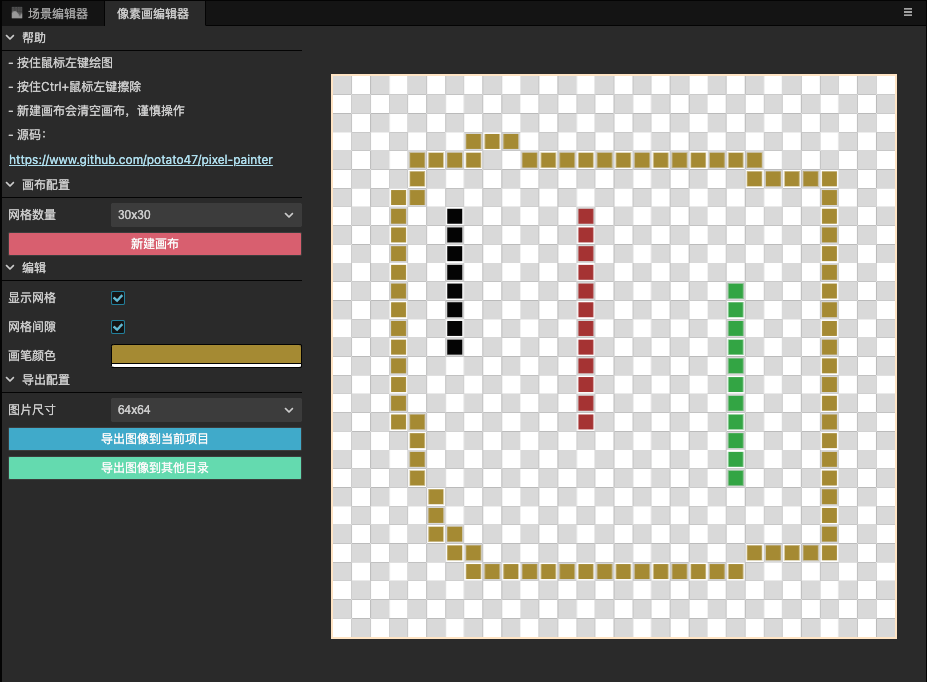 场景编辑器
像素画编辑器
帮助
- 按住鼠标左键绘图
- 按住Ctrl+鼠标左键擦除
- 新建画布会清空画布，谨慎操作
- 源码：
https://www.github.com/potato47/pixel-painter
画布配置
网格数量 30x30
新建画布
编辑
显示网格
网格间隙
画笔颜色
导出配置
图片尺寸 64x64
导出图像到当前项目
导出图像到其他目录